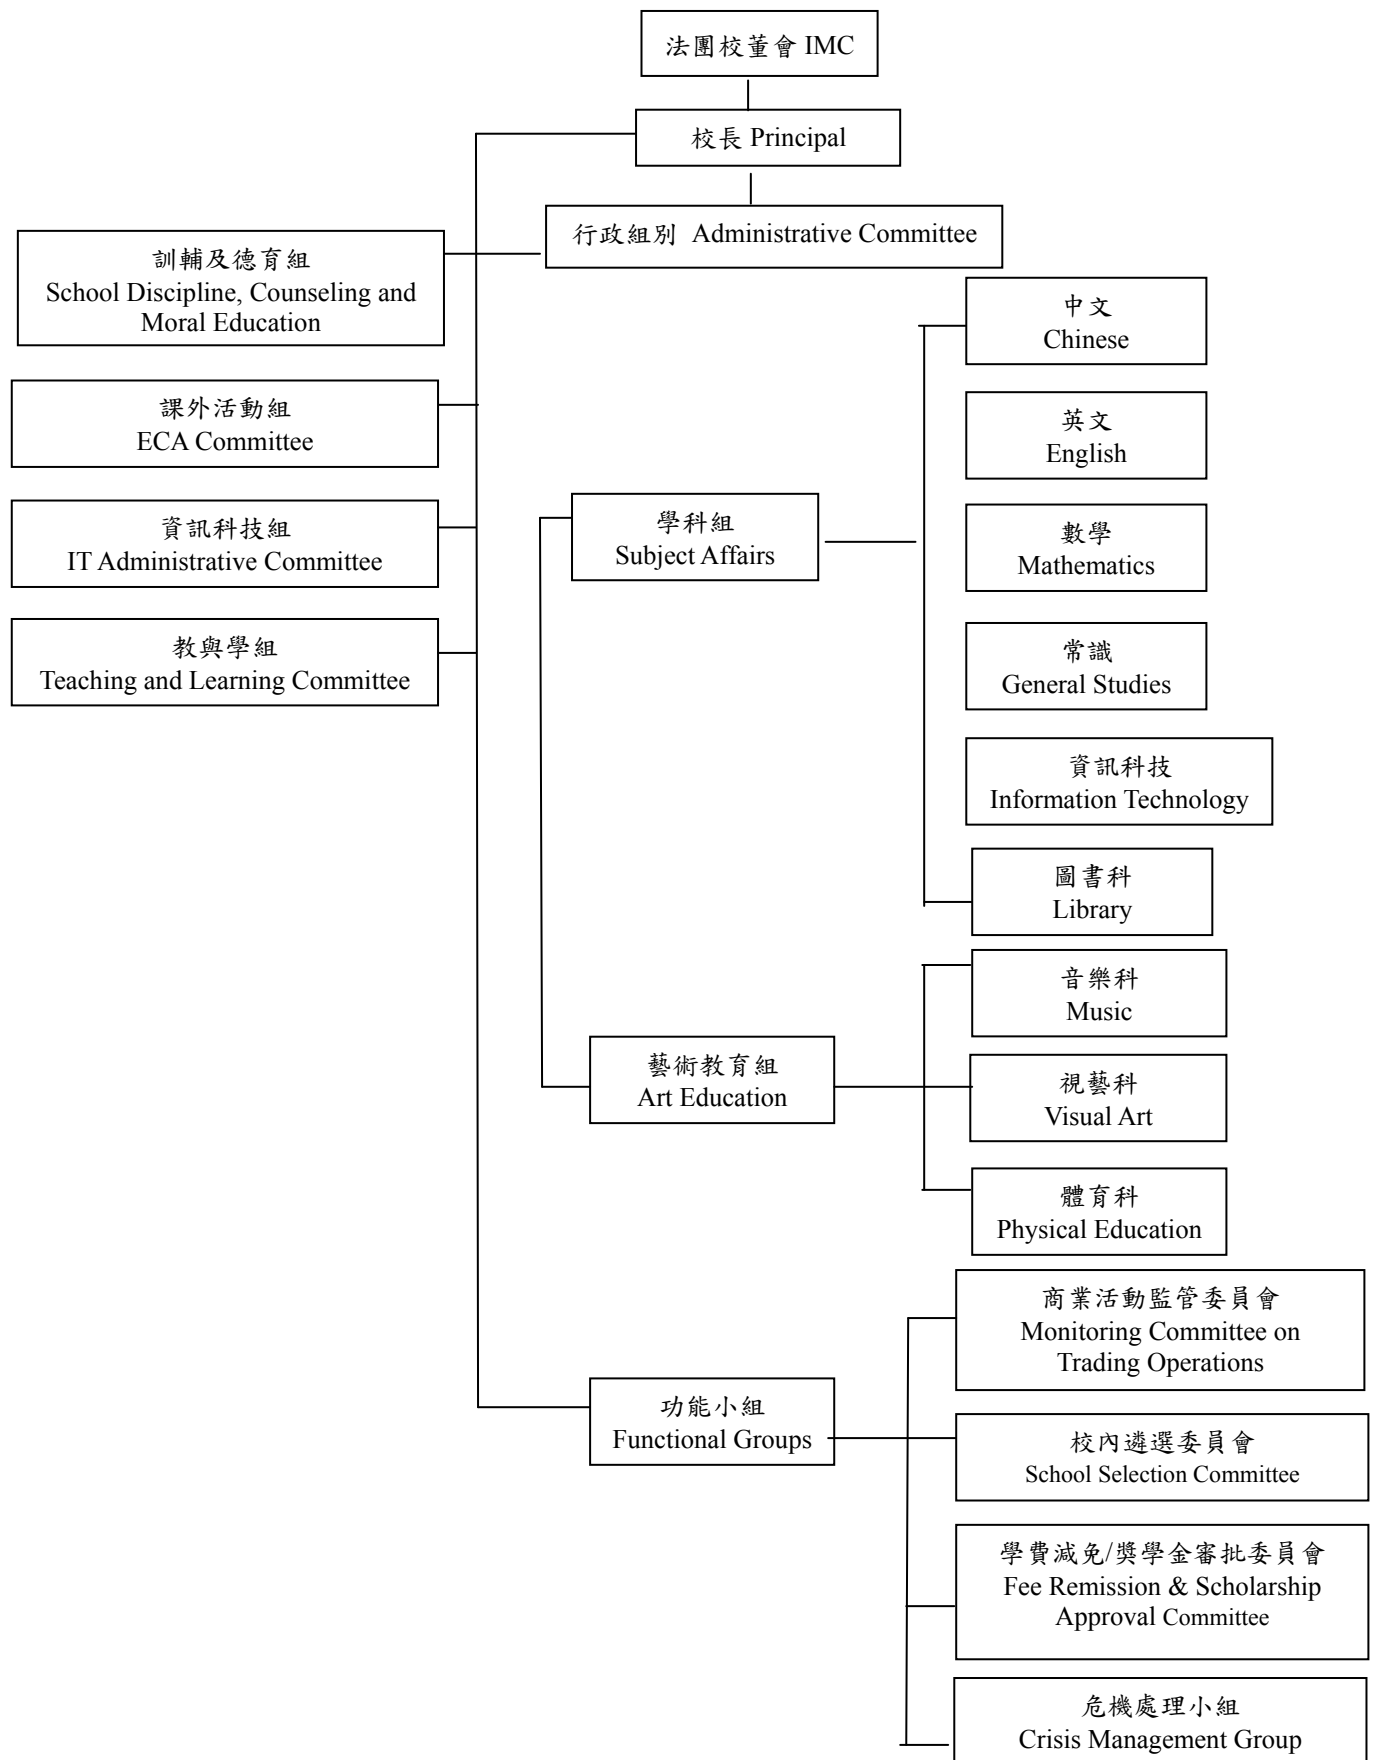 法團校董會 IMC
校長 Principal
行政組別 Administrative Committee
訓輔及德育組
School Discipline, Counseling and
Moral Education
課外活動組
ECA Committee
資訊科技組
IT Administrative Committee
教與學組
Teaching and Learning Committee
學科組
Subject Affairs
中文
Chinese
英文
English
數學
Mathematics
常識
General Studies
資訊科技
Information Technology
圖書科
Library
藝術教育組
Art Education
音樂科
Music
視藝科
Visual Art
體育科
Physical Education
功能小組
Functional Groups
商業活動監管委員會
Monitoring Committee on
Trading Operations
校內遴選委員會
School Selection Committee
學費減免/獎學金審批委員會
Fee Remission & Scholarship
Approval Committee
危機處理小組
Crisis Management Group